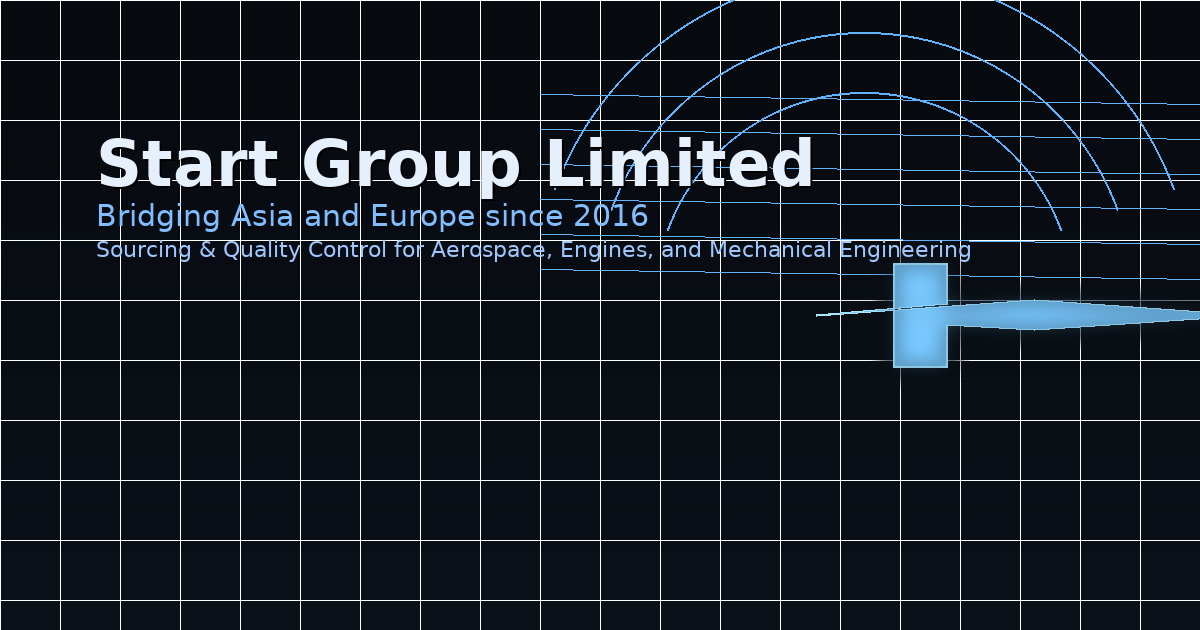 Start Group Limited
Bridging Asia and Europe since 2016
Sourcing & Quality Control for Aerospace, Engines, and Mechanical Engineering